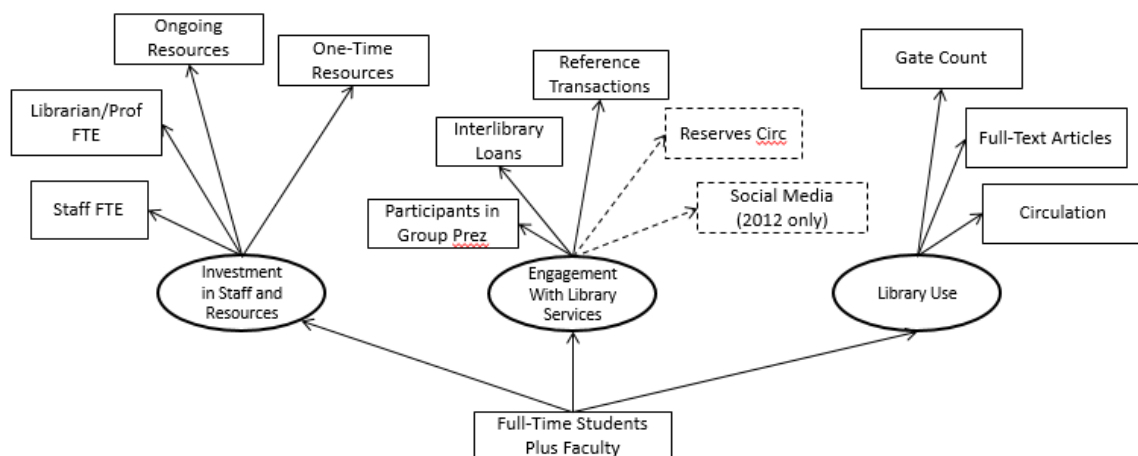 Ongoing
Resources
One-Time
Resources
Librarian/Prof
FTE
Staff FTE
Reference
Transactions
Interlibrary
Loans
Reserves Circ
Participants in
Group Prez
Social Media
(2012 only)
Gate Count
Full-Text Articles
Circulation
Investment
in Staff and
Resources
Engagement
With Library
Services
Library Use
Full-Time Students
Plus Faculty